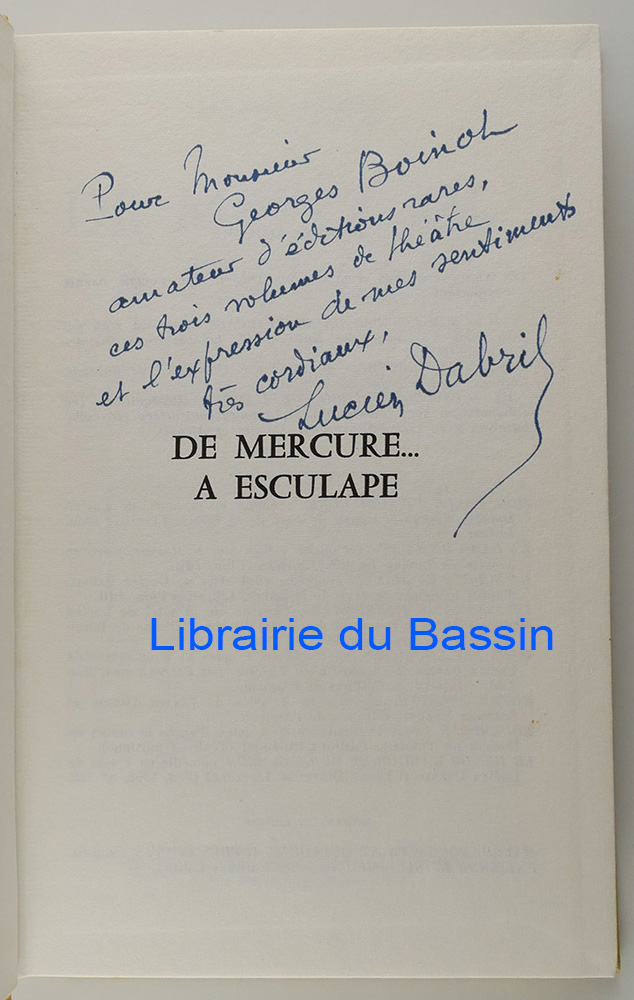 Pour Monsieur
Georges Boinot
amateur d'éditions rares,
ces trois volumes de théâtre
et l'expression de mes sentiments
très cordiaux,
Lucien Dabril
DE MERCURE...
A ESCULAPE
Librairie du Bassin